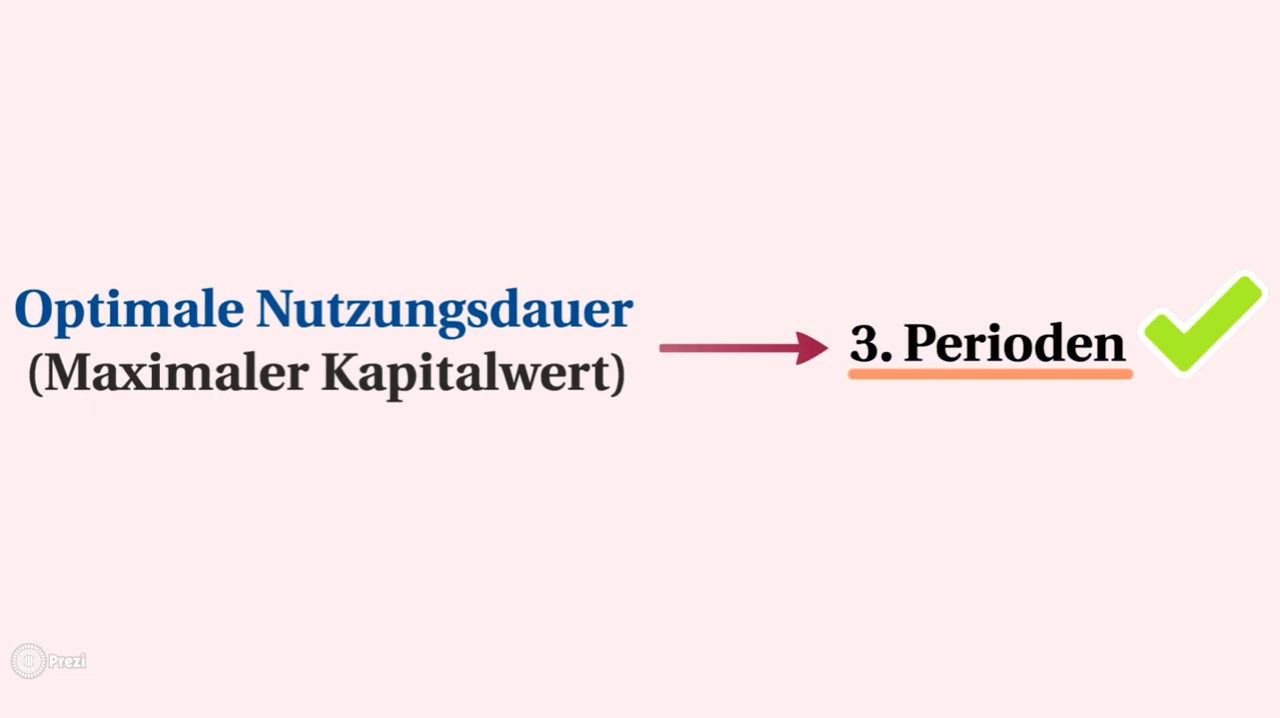 Optimale Nutzungsdauer
(Maximaler Kapitalwert)
3. Perioden
Prezi